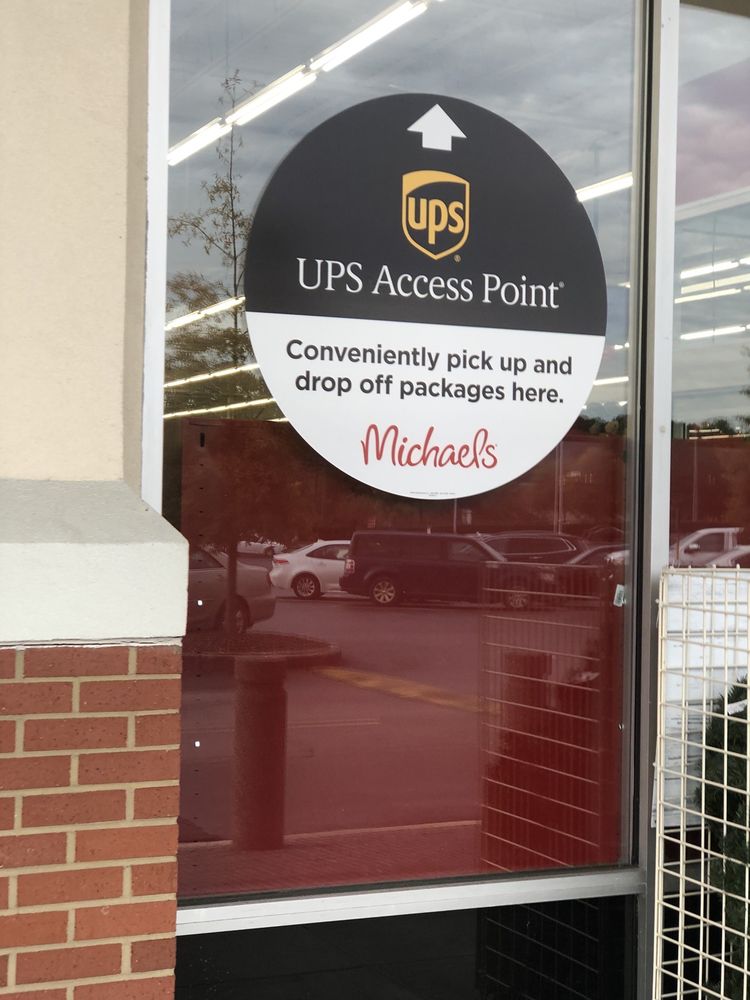 ups
UPS Access Point
Conveniently pick up and
drop off packages here.
Michaels